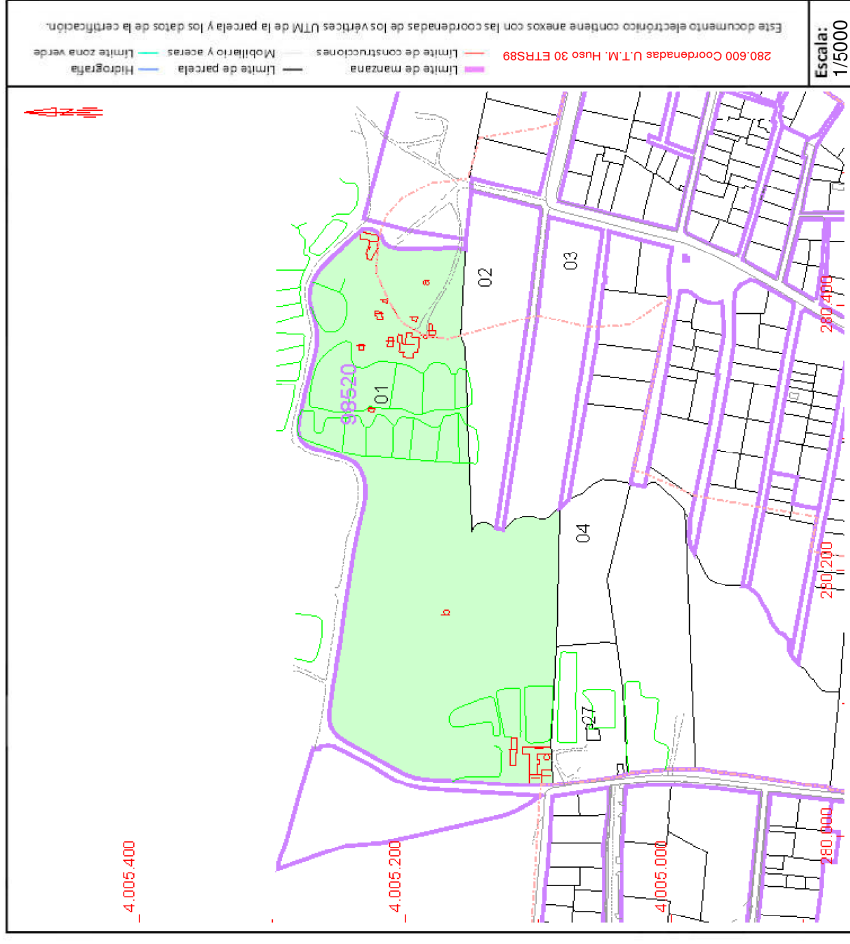 Este documento electrónico contiene anexos con las coordenadas de los vértices UTM de la parcela y los datos de la certificación.
280.600 Coordenadas U.T.M. Huso 30 ETRS89
Límite de manzana
Límite de parcela
Hidrografía
Límite de construcciones
Mobiliario y aceras
Límite zona verde
Escala:
1/5000
98520
01
a
b
a
02
03
04
27
4.005.400
4.005.200
4.005.000
280.400
280.200
280.000